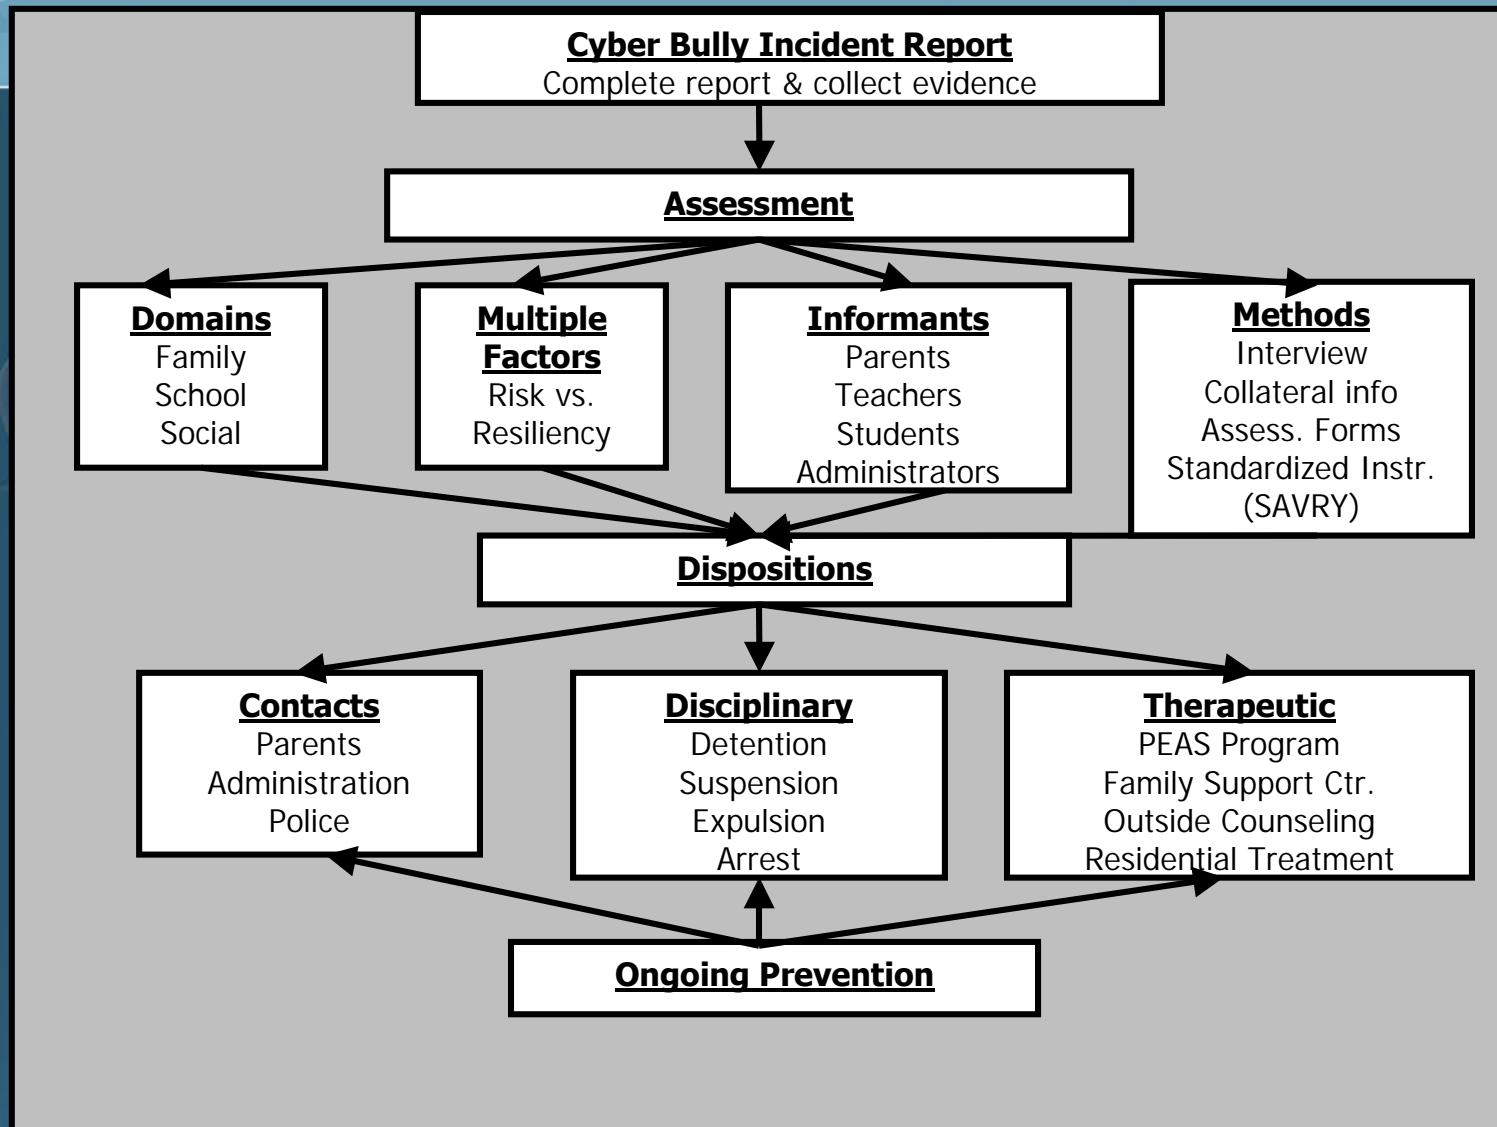 Cyber Bully Incident Report
Complete report & collect evidence
Assessment
Domains
Family
School
Social
Multiple
Factors
Risk vs.
Resiliency
Informants
Parents
Teachers
Students
Administrators
Methods
Interview
Collateral info
Assess. Forms
Standardized Instr.
(SAVRY)
Dispositions
Contacts
Parents
Administration
Police
Disciplinary
Detention
Suspension
Expulsion
Arrest
Therapeutic
PEAS Program
Family Support Ctr.
Outside Counseling
Residential Treatment
Ongoing Prevention